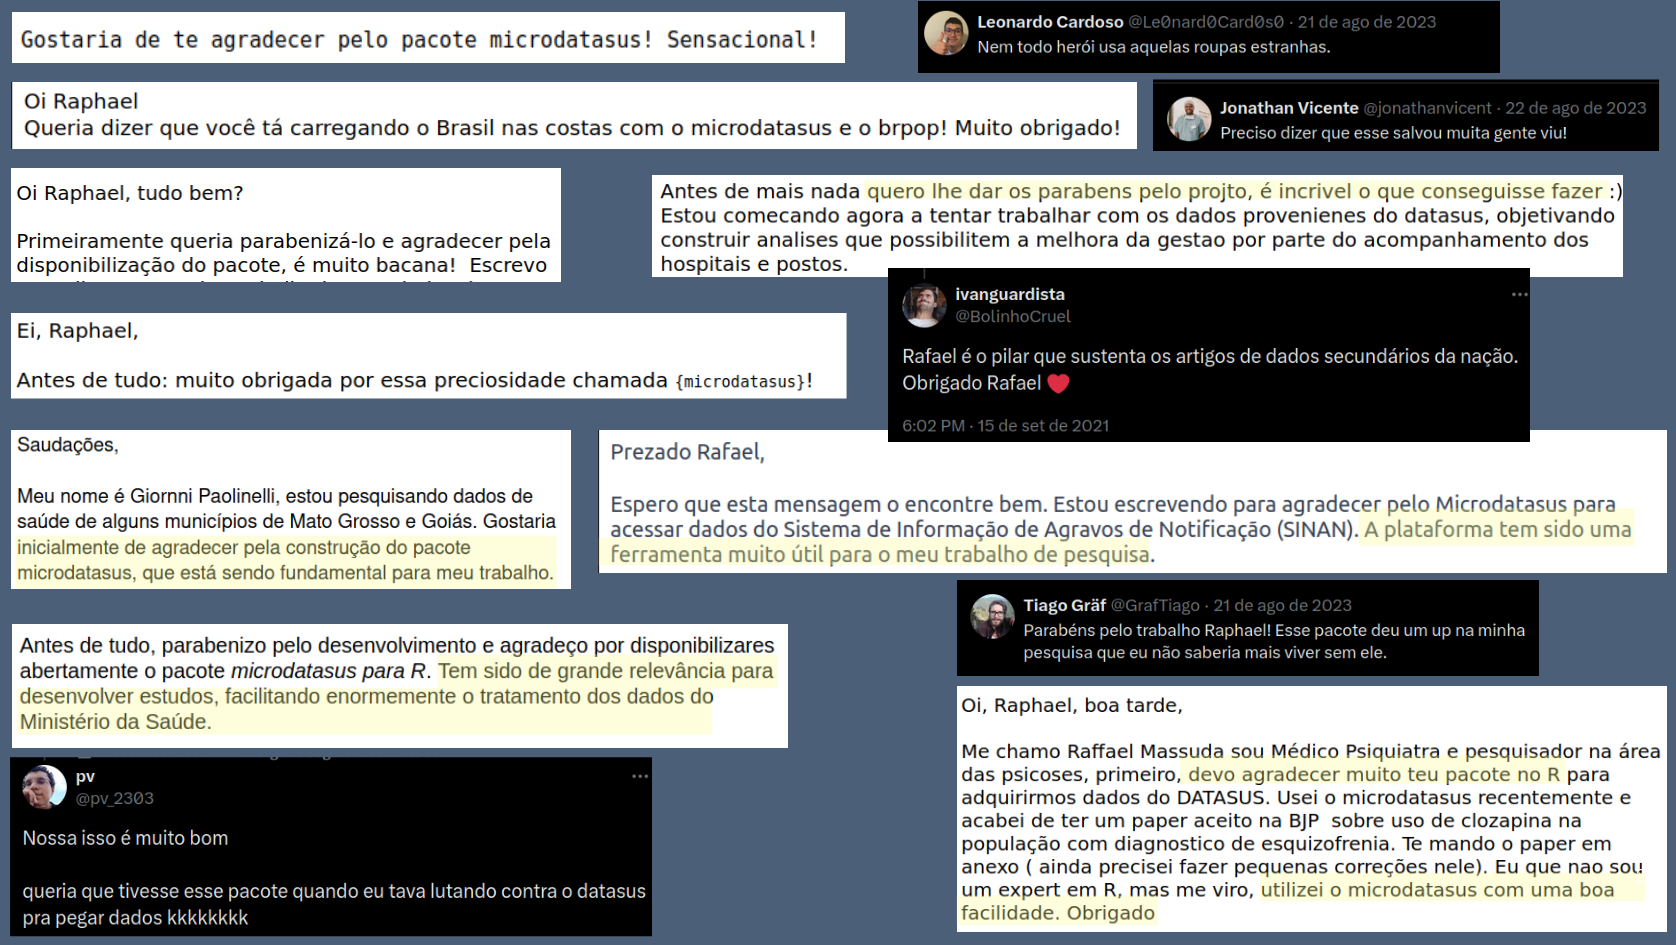 Gostaria de te agradecer pelo pacote microdatasus! Sensacional!
Leonardo Cardoso @Le0nard0Card0s0 · 21 de ago de 2023
Nem todo herói usa aquelas roupas estranhas.
Oi Raphael
Queria dizer que você tá carregando o Brasil nas costas com o microdatasus e o brpop! Muito obrigado!
Jonathan Vicente @jonathanvicent · 22 de ago de 2023
Preciso dizer que esse salvou muita gente viu!
Oi Raphael, tudo bem?
Primeiramente queria parabenizá-lo e agradecer pela
disponibilização do pacote, é muito bacana! Escrevo
Antes de mais nada quero lhe dar os parabens pelo projto, é incrivel o que conseguisse fazer :)
Estou comecando agora a tentar trabalhar com os dados provenienes do datasus, objetivando
construir analises que possibilitem a melhora da gestao por parte do acompanhamento dos
hospitais e postos.
ivanguardista
@BolinhoCruel
Rafael é o pilar que sustenta os artigos de dados secundários da nação.
Obrigado Rafael ❤️
6:02 PM · 15 de set de 2021
Ei, Raphael,
Antes de tudo: muito obrigada por essa preciosidade chamada {microdatasus}!
Saudações,
Meu nome é Giornni Paolinelli, estou pesquisando dados de
saúde de alguns municípios de Mato Grosso e Goiás. Gostaria
inicialmente de agradecer pela construção do pacote
microdatasus, que está sendo fundamental para meu trabalho.
Prezado Rafael,
Espero que esta mensagem o encontre bem. Estou escrevendo para agradecer pelo Microdatasus para
acessar dados do Sistema de Informação de Agravos de Notificação (SINAN). A plataforma tem sido uma
ferramenta muito útil para o meu trabalho de pesquisa.
Tiago Gräf @GrafTiago · 21 de ago de 2023
Parabéns pelo trabalho Raphael! Esse pacote deu um up na minha
pesquisa que eu não saberia mais viver sem ele.
Antes de tudo, parabenizo pelo desenvolvimento e agradeço por disponibilizares
abertamente o pacote microdatasus para R. Tem sido de grande relevância para
desenvolver estudos, facilitando enormemente o tratamento dos dados do
Ministério da Saúde.
Oi, Raphael, boa tarde,
Me chamo Raffael Massuda sou Médico Psiquiatra e pesquisador na área
das psicoses, primeiro, devo agradecer muito teu pacote no R para
adquirirmos dados do DATASUS. Usei o microdatasus recentemente e
acabei de ter um paper aceito na BJP sobre uso de clozapina na
população com diagnostico de esquizofrenia. Te mando o paper em
anexo ( ainda precisei fazer pequenas correções nele). Eu que nao sou
um expert em R, mas me viro, utilizei o microdatasus com uma boa
facilidade. Obrigado
pv
@pv_2303
Nossa isso é muito bom
queria que tivesse esse pacote quando eu tava lutando contra o datasus
pra pegar dados kkkkkkkk